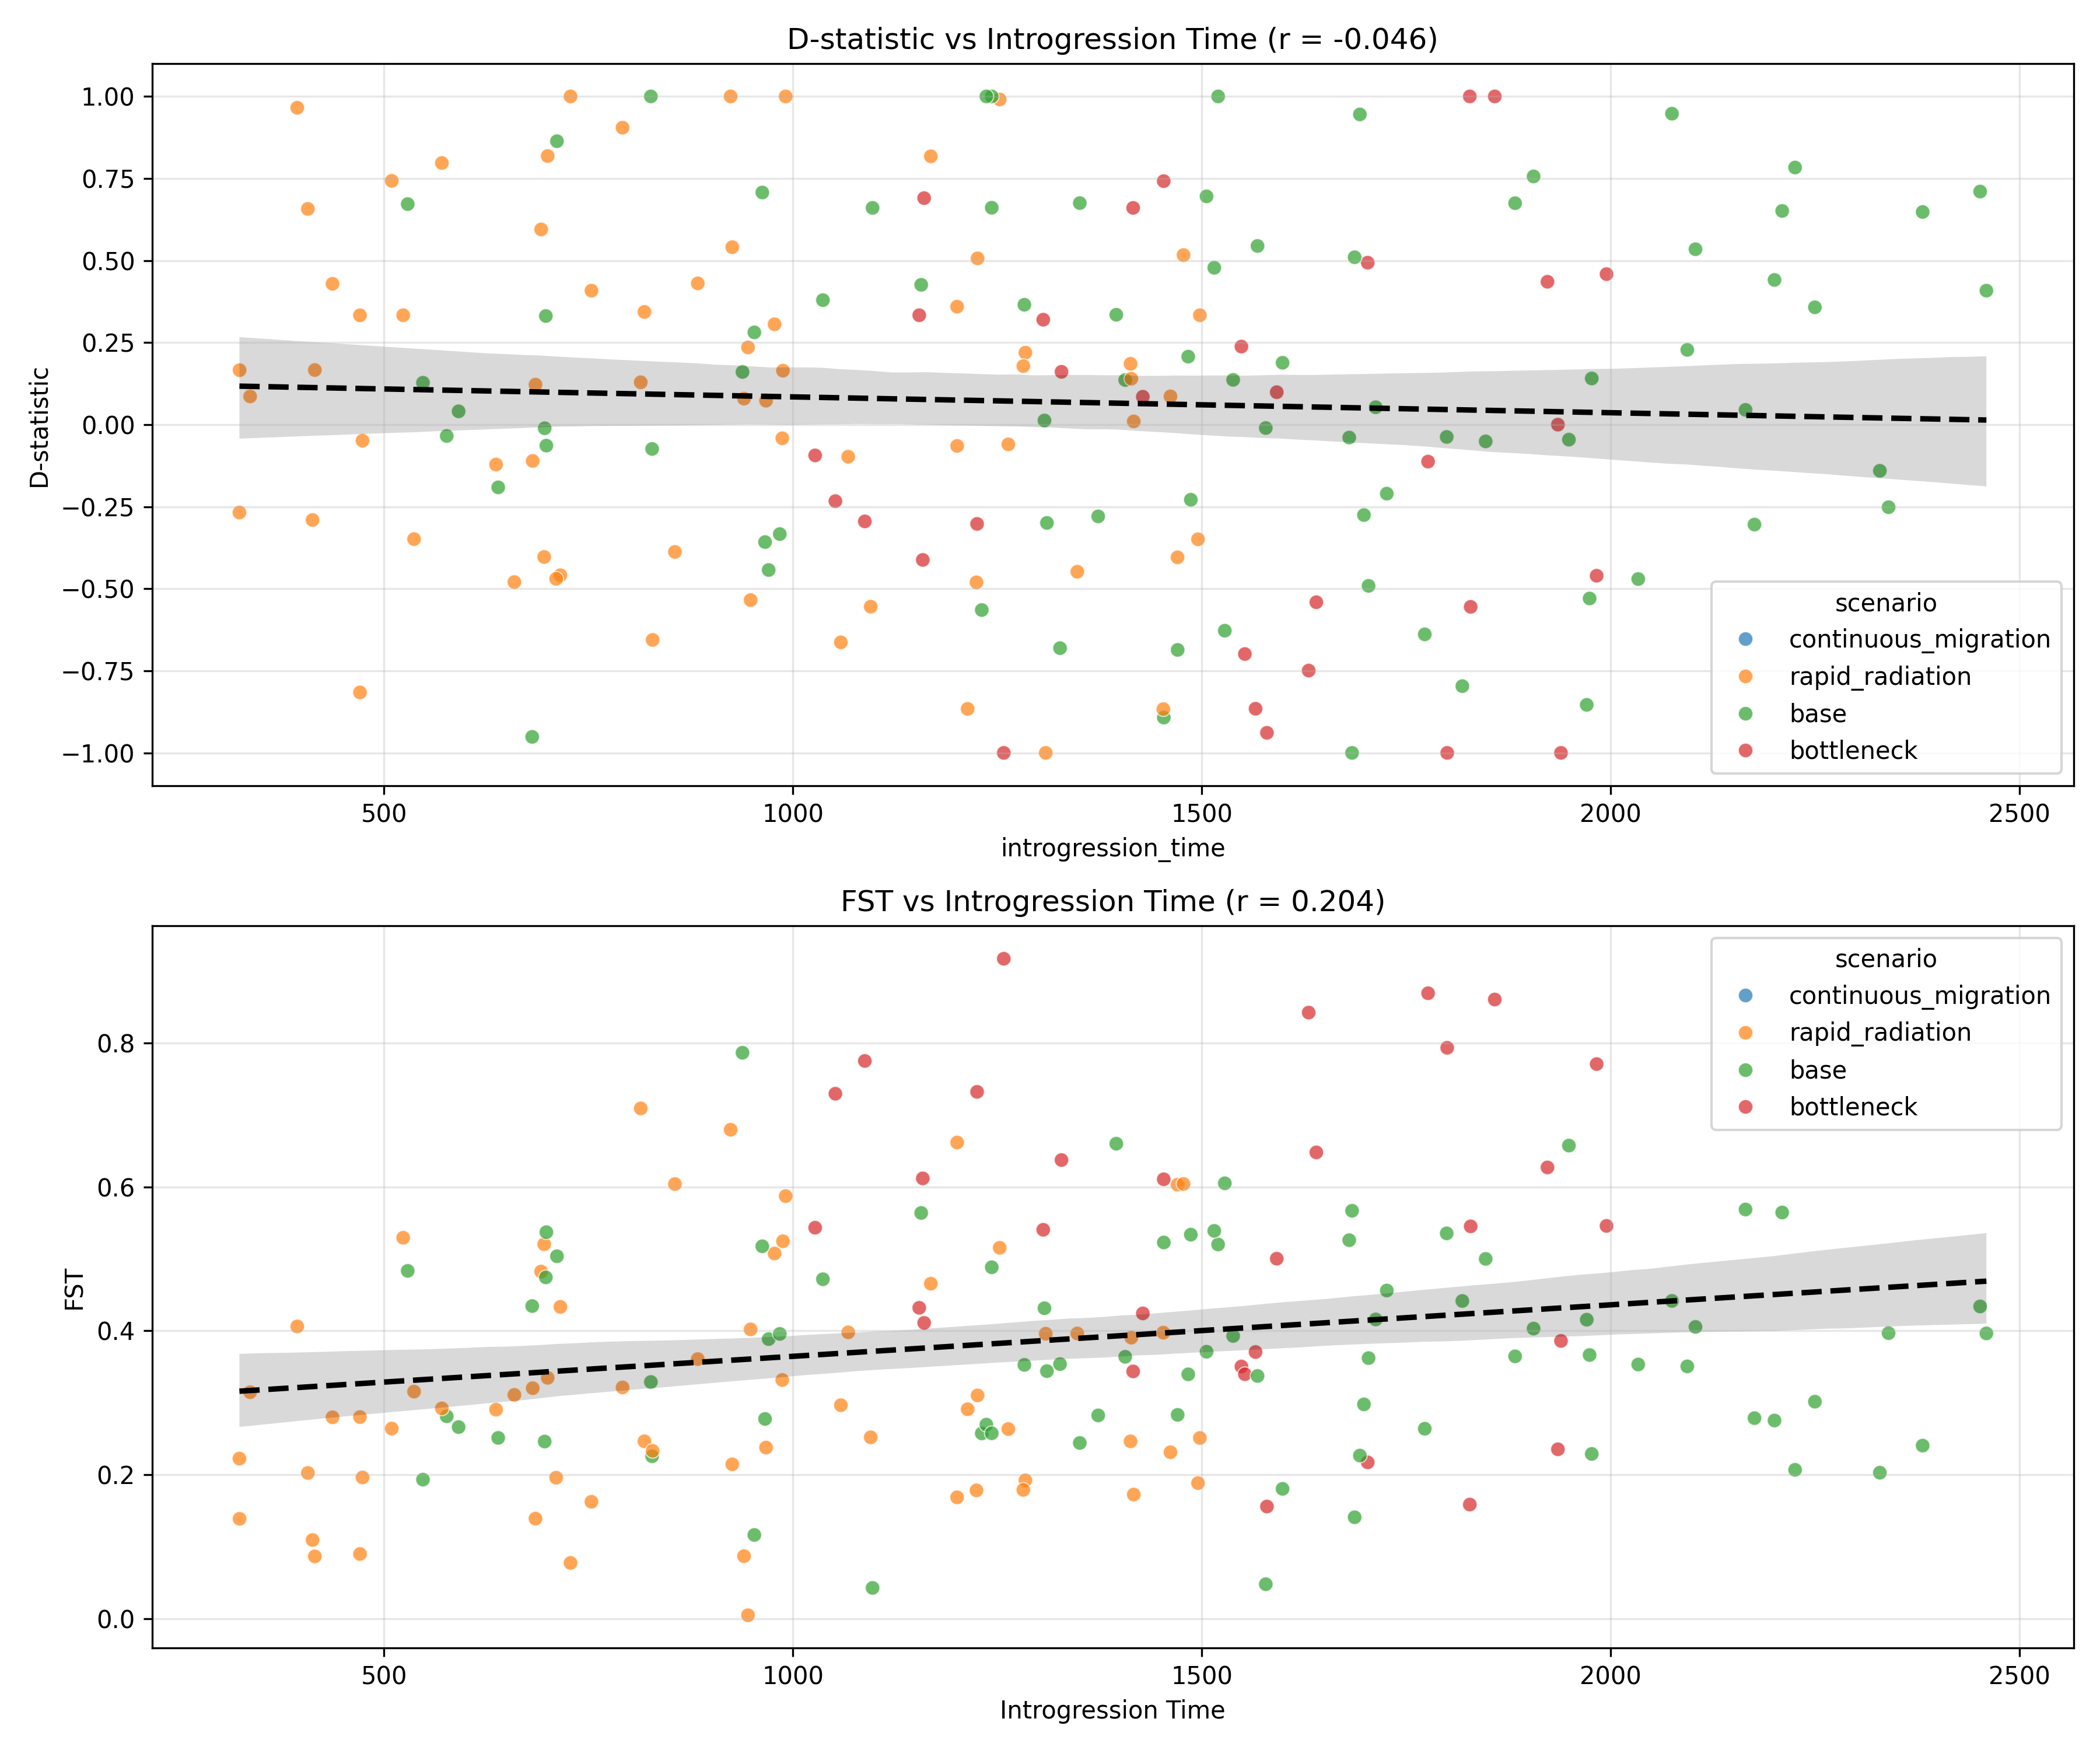 D-statistic vs Introgression Time (r = -0.046)
1.00
0.75
0.50
0.25
0.00
−0.25
−0.50
−0.75
−1.00
D-statistic
scenario
continuous_migration
rapid_radiation
base
bottleneck
500 1000 1500 2000 2500
introgression_time
FST vs Introgression Time (r = 0.204)
0.8
0.6
0.4
0.2
0.0
FST
scenario
continuous_migration
rapid_radiation
base
bottleneck
500 1000 1500 2000 2500
Introgression Time